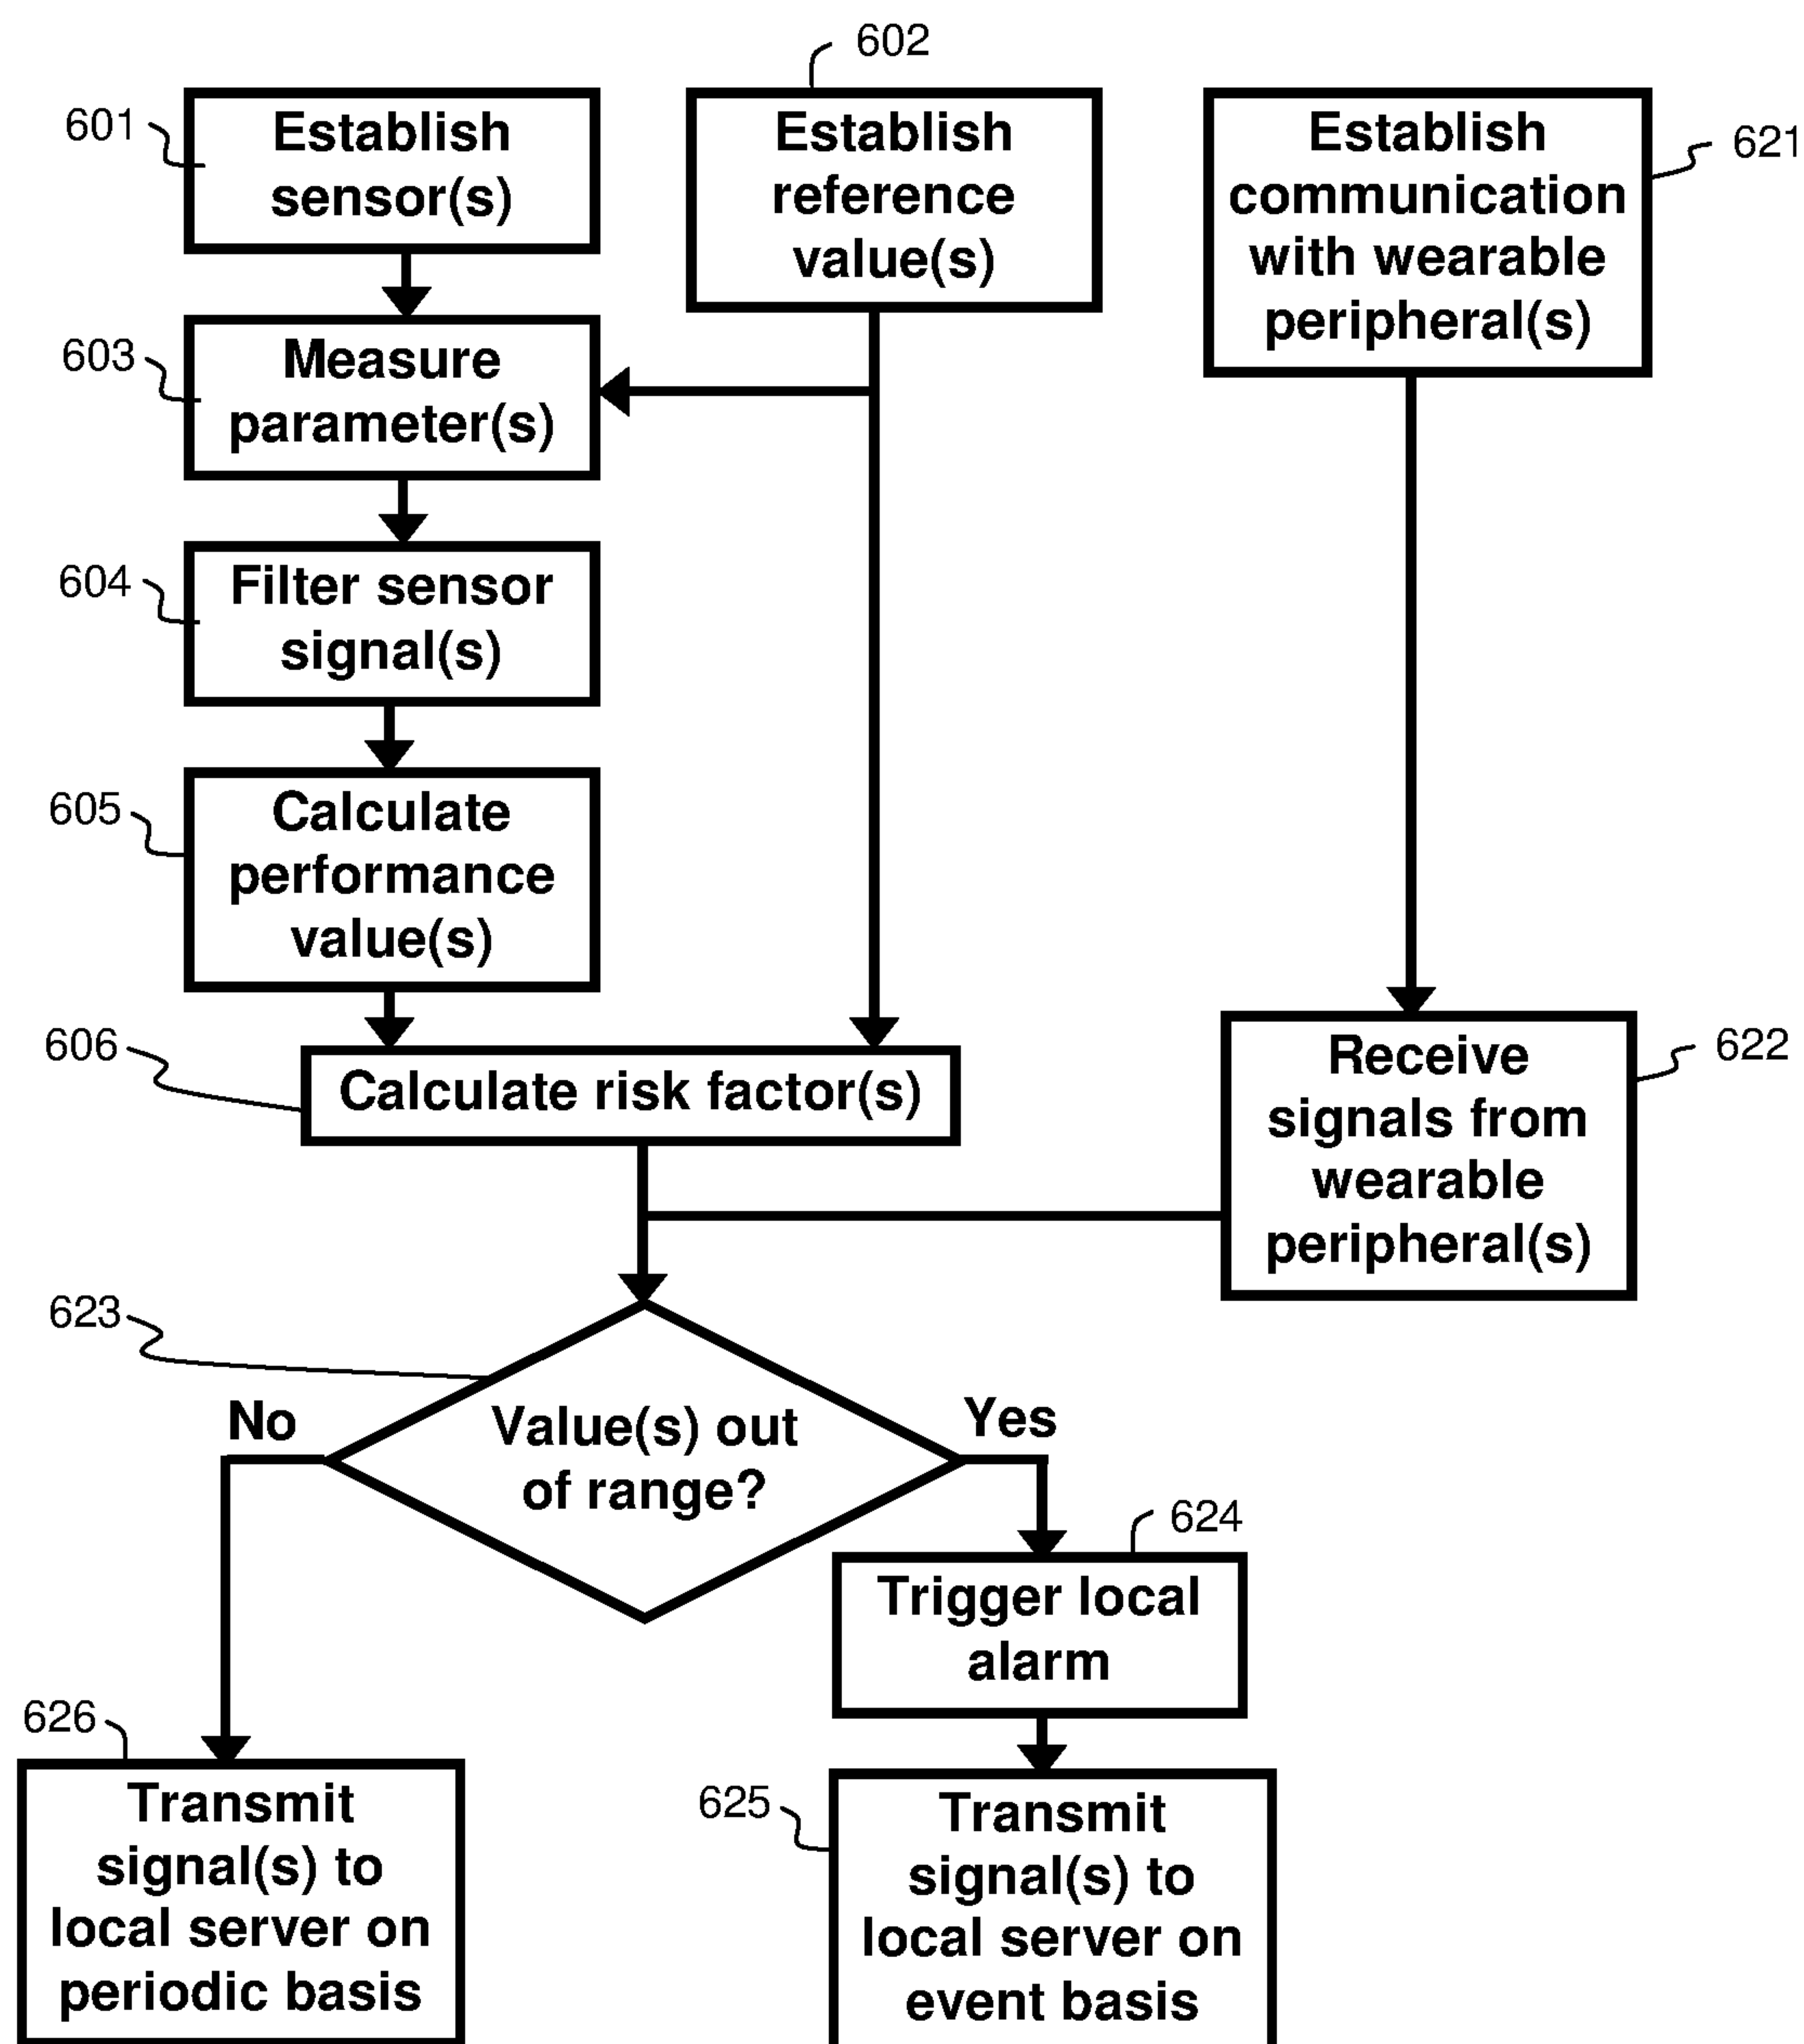 602
601
Establish
sensor(s)
Establish
reference
value(s)
Establish
communication
with wearable
peripheral(s)
621
603
Measure
parameter(s)
604
Filter sensor
signal(s)
605
Calculate
performance
value(s)
606
Calculate risk factor(s)
Receive
signals from
wearable
peripheral(s)
622
623
No
Value(s) out
of range?
Yes
624
Trigger local
alarm
626
Transmit
signal(s) to
local server on
periodic basis
625
Transmit
signal(s) to
local server on
event basis